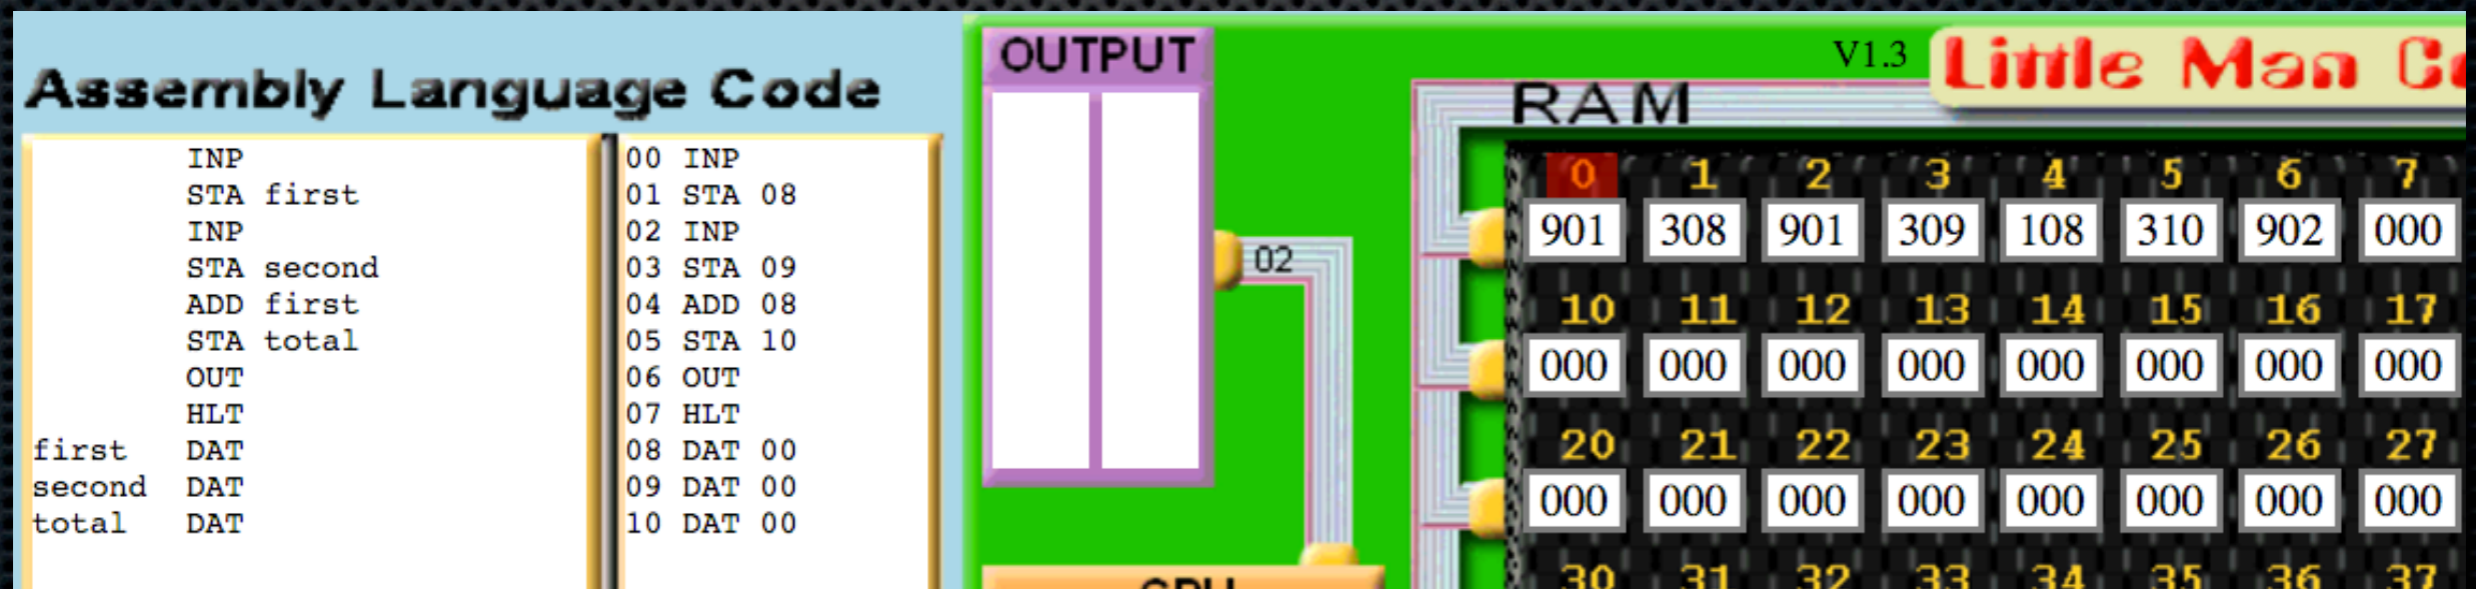 Assembly Language Code
INP
STA first
INP
STA second
ADD first
STA total
OUT
HLT
first DAT
second DAT
total DAT
00 INP
01 STA 08
02 INP
03 STA 09
04 ADD 08
05 STA 10
06 OUT
07 HLT
08 DAT 00
09 DAT 00
10 DAT 00
OUTPUT
02
CPU
V1.3 Little Man
RAM
0 1 2 3 4 5 6 7
901 308 901 309 108 310 902 000
10 11 12 13 14 15 16 17
000 000 000 000 000 000 000 000
20 21 22 23 24 25 26 27
000 000 000 000 000 000 000 000
30 31 32 33 34 35 36 37